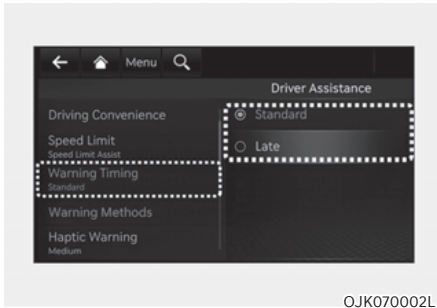 Menu
Driver Assistance
Driving Convenience
Speed Limit
Speed Limit Assist
Warning Timing
Standard
Warning Methods
Haptic Warning
Medium
Standard
Late
OJK070002L